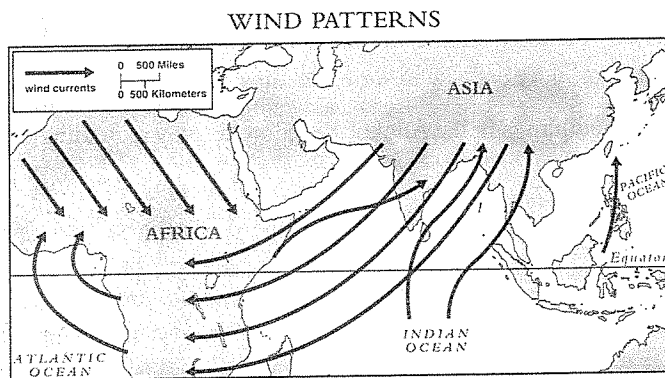 WIND PATTERNS
0 500 Miles
wind currents
0 500 Kilometers
ASIA
AFRICA
PACIFIC
OCEAN
Equator
INDIAN
OCEAN
ATLANTIC
OCEAN